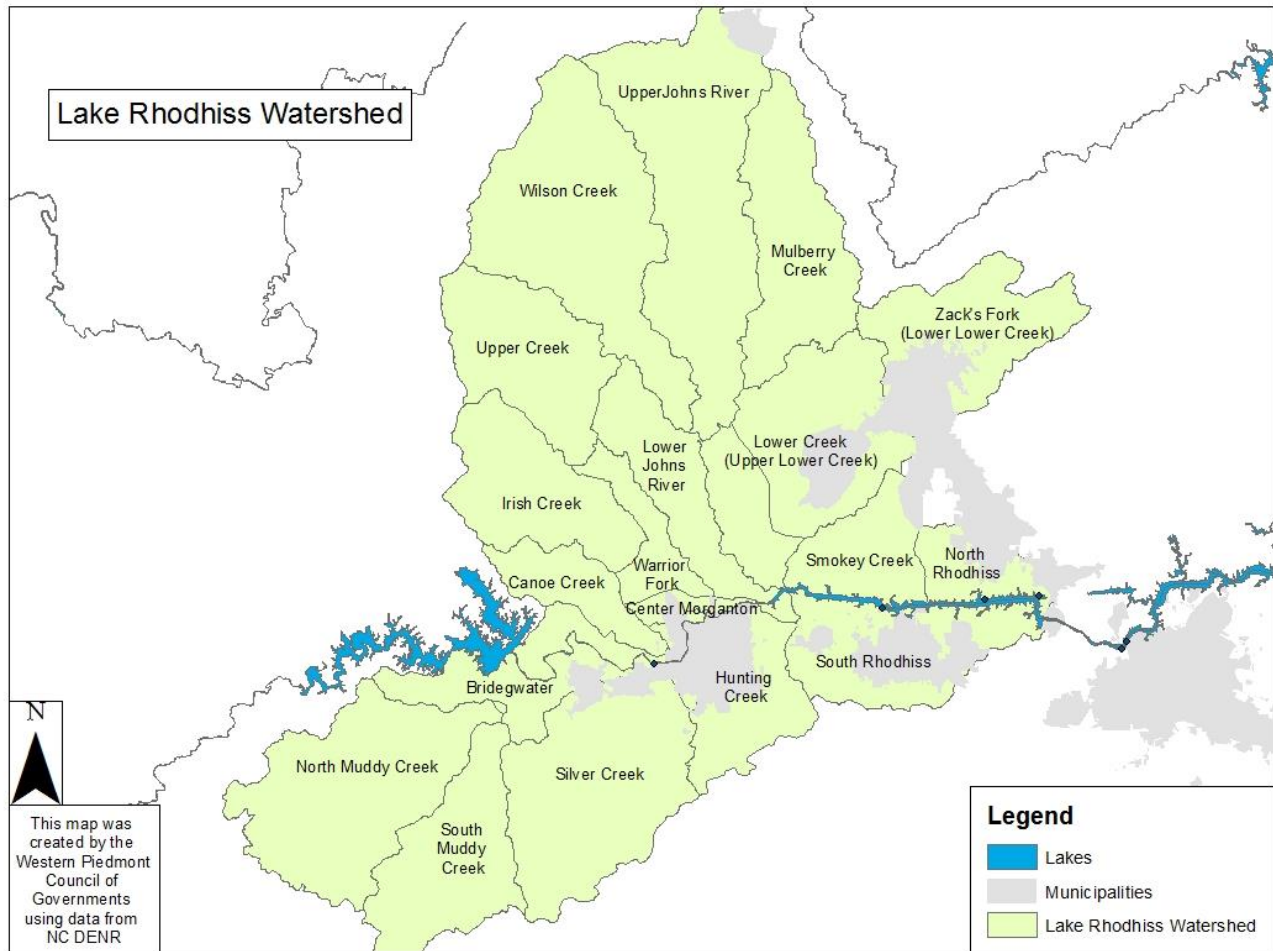 Lake Rhodhiss Watershed
UpperJohns River
Wilson Creek
Mulberry
Creek
Zack's Fork
(Lower Lower Creek)
Upper Creek
Lower
Johns
River
Lower Creek
(Upper Lower Creek)
Irish Creek
Canoe Creek
Warrior
Fork
Smokey Creek
North
Rhodhiss
Center Morganton
South Rhodhiss
Hunting
Creek
Bridegwater
North Muddy Creek
Silver Creek
South
Muddy
Creek
N
This map was
created by the
Western Piedmont
Council of
Governments
using data from
NC DENR
Legend
Lakes
Municipalities
Lake Rhodhiss Watershed